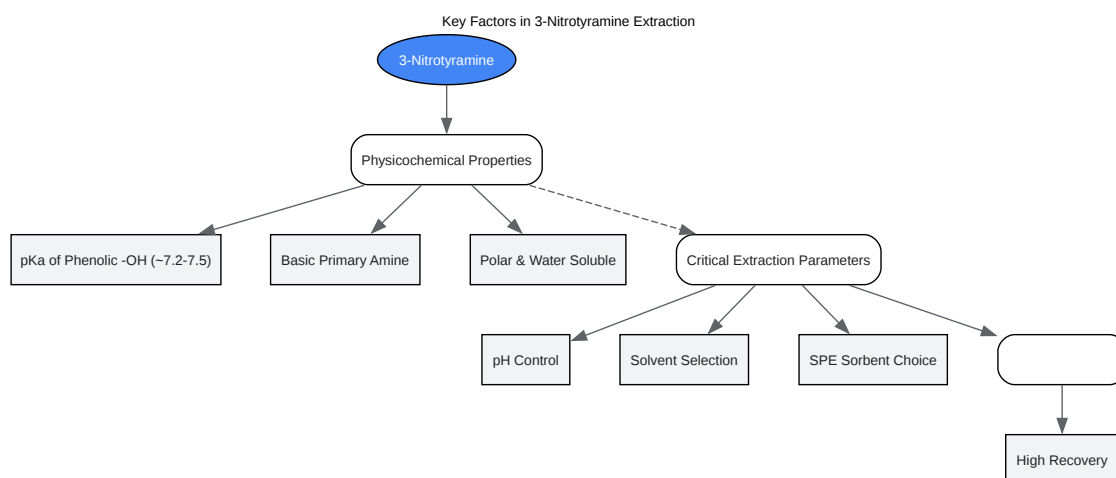 Key Factors in 3-Nitrotyramine Extraction
3-Nitrotyramine
Physicochemical Properties
pKa of Phenolic -OH (~7.2-7.5)
Basic Primary Amine
Polar & Water Soluble
Critical Extraction Parameters
pH Control
Solvent Selection
SPE Sorbent Choice
High Recovery